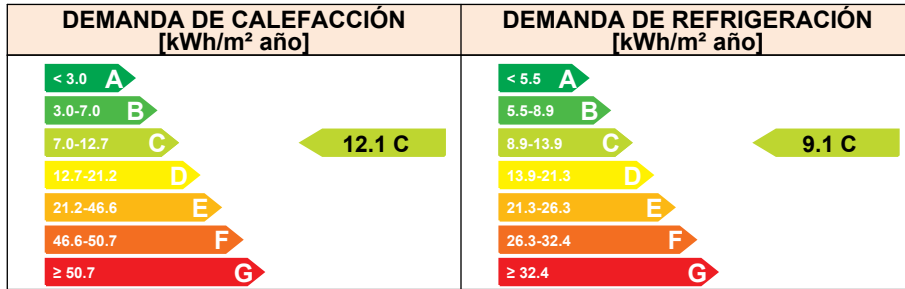 DEMANDA DE CALEFACCIÓN
[kWh/m² año]
< 3.0 A
3.0-7.0 B
7.0-12.7 C
12.1 C
12.7-21.2 D
21.2-46.6 E
46.6-50.7 F
≥ 50.7 G
DEMANDA DE REFRIGERACIÓN
[kWh/m² año]
< 5.5 A
5.5-8.9 B
8.9-13.9 C
9.1 C
13.9-21.3 D
21.3-26.3 E
26.3-32.4 F
≥ 32.4 G